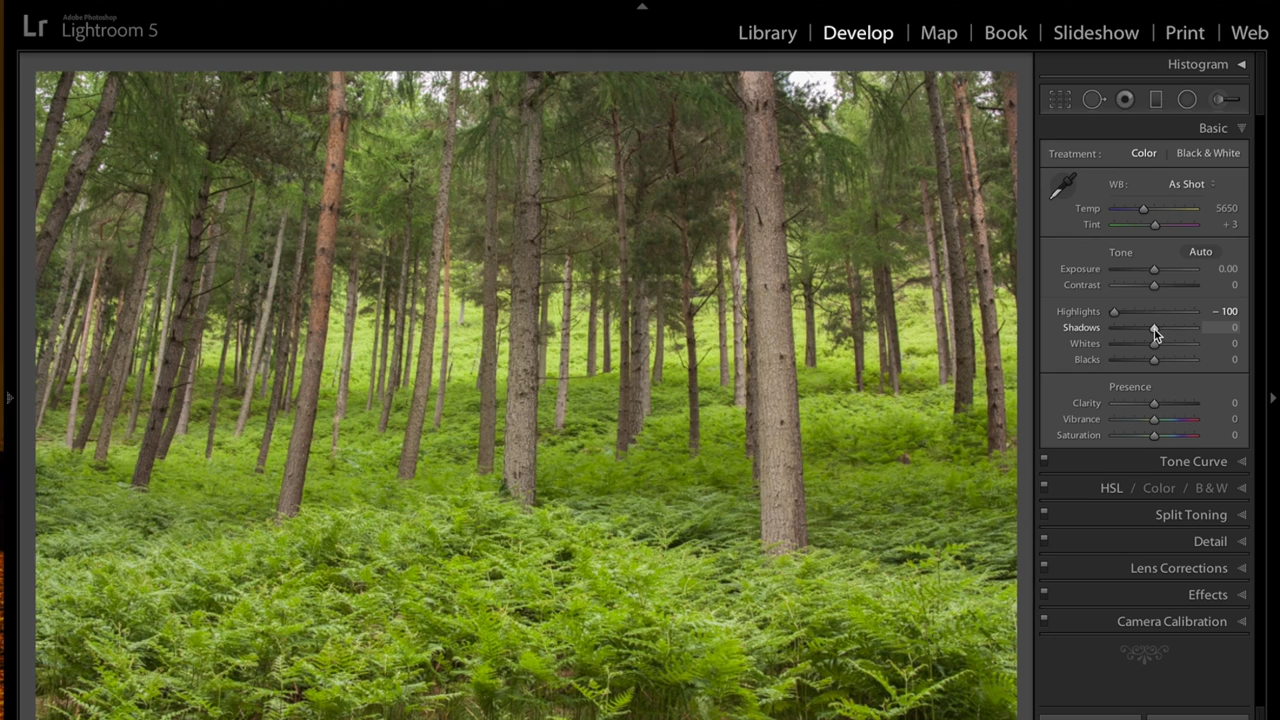 Lr
Adobe Photoshop
Lightroom 5
Library | Develop | Map | Book | Slideshow | Print | Web
Histogram
Basic
Treatment : Color | Black & White
WB: As Shot
Temp 5650
Tint + 3
Tone Auto
Exposure 0.00
Contrast 0
Highlights – 100
Shadows 0
Whites 0
Blacks 0
Presence
Clarity 0
Vibrance 0
Saturation 0
Tone Curve
HSL / Color / B & W
Split Toning
Detail
Lens Corrections
Effects
Camera Calibration